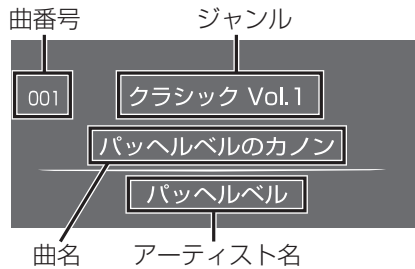 曲番号 ジャンル
001 クラシック Vol.1
パッヘルベルのカノン
パッヘルベル
曲名 アーティスト名